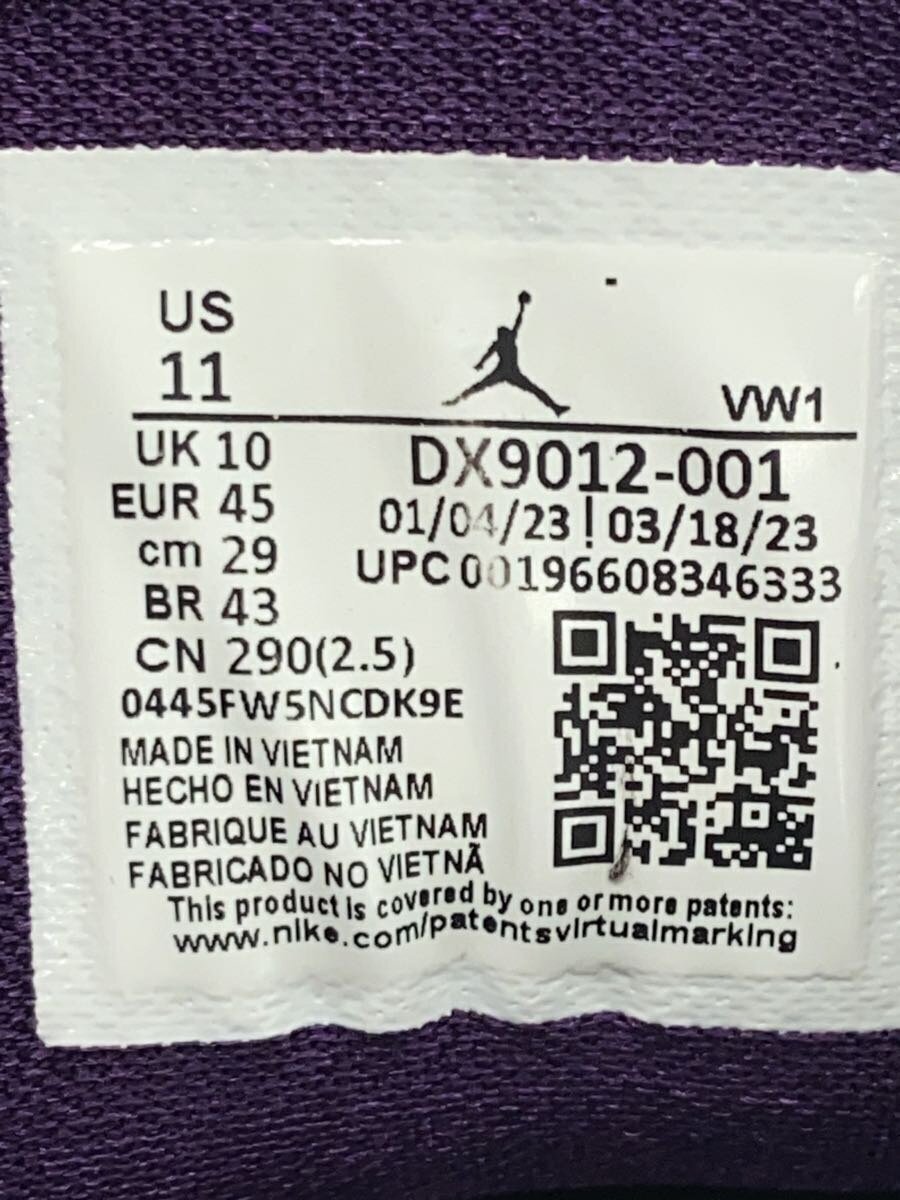 US
11
VW1
UK 10
EUR 45
cm 29
BR 43
CN 290(2.5)
DX9012-001
01/04/23 | 03/18/23
UPC 00196608346333
0445FW5NCDK9E
MADE IN VIETNAM
HECHO EN VIETNAM
FABRIQUE AU VIETNAM
FABRICADO NO VIETNÃ
This product is covered by one or more patents:
www.nike.com/patentsvirtualmarking